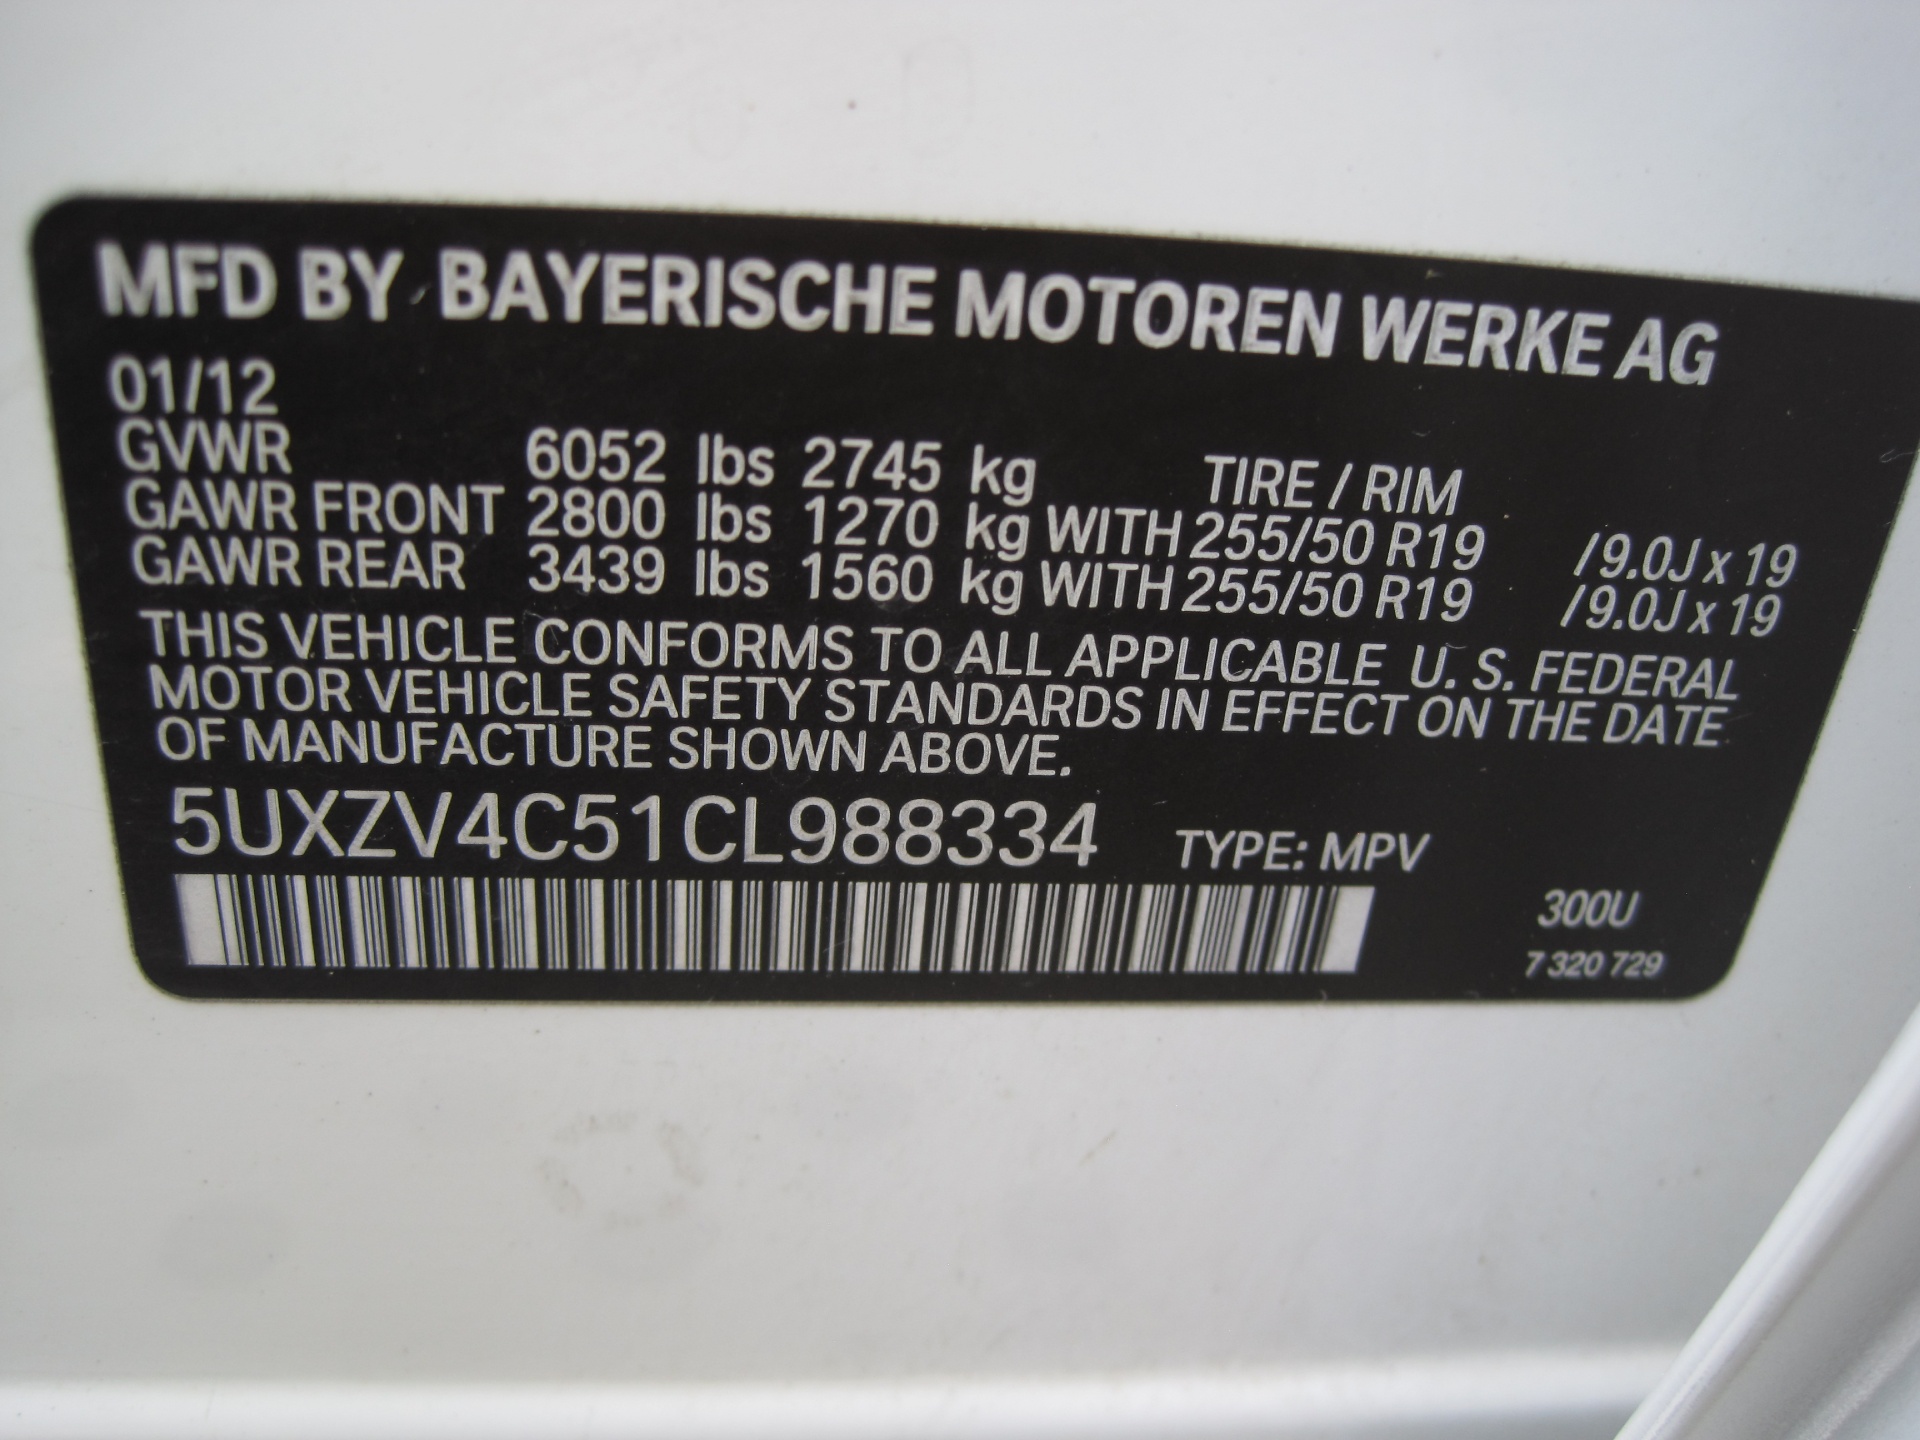 MFD BY BAYERISCHE MOTOREN WERKE AG
01/12
GVWR 6052 lbs 2745 kg TIRE / RIM
GAWR FRONT 2800 lbs 1270 kg WITH 255/50 R19 /9.0J x 19
GAWR REAR 3439 lbs 1560 kg WITH 255/50 R19 /9.0J x 19
THIS VEHICLE CONFORMS TO ALL APPLICABLE U. S. FEDERAL
MOTOR VEHICLE SAFETY STANDARDS IN EFFECT ON THE DATE
OF MANUFACTURE SHOWN ABOVE.
5UXZV4C51CL988334 TYPE: MPV
300U
7 320 729